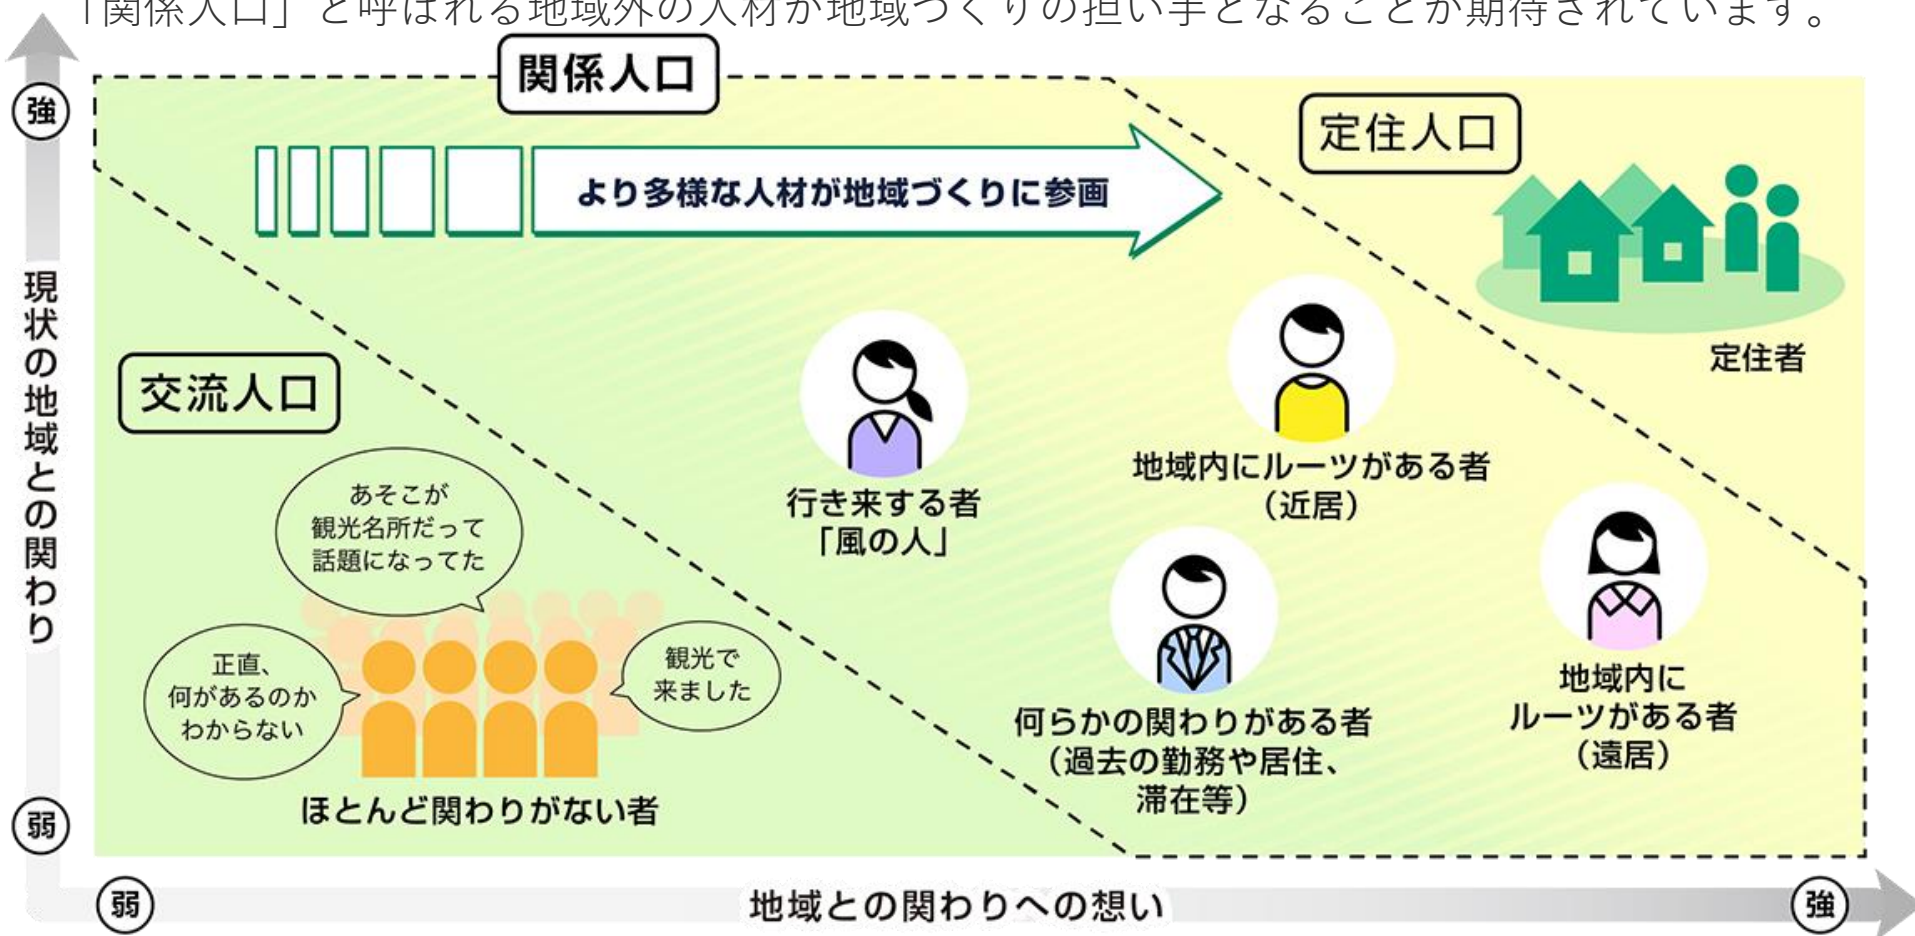 「関係人口」と呼ばれる地域外の人材が地域づくりの担い手となることが期待されています。
関係人口
強
定住人口
より多様な人材が地域づくりに参画
現状の地域との関わり
定住者
交流人口
あそこが
観光名所だって
話題になってた
行き来する者
「風の人」
地域内にルーツがある者
（近居）
正直、
何があるのか
わからない
観光で
来ました
何らかの関わりがある者
（過去の勤務や居住、
滞在等）
地域内に
ルーツがある者
（遠居）
ほとんど関わりがない者
弱
弱
地域との関わりへの想い
強